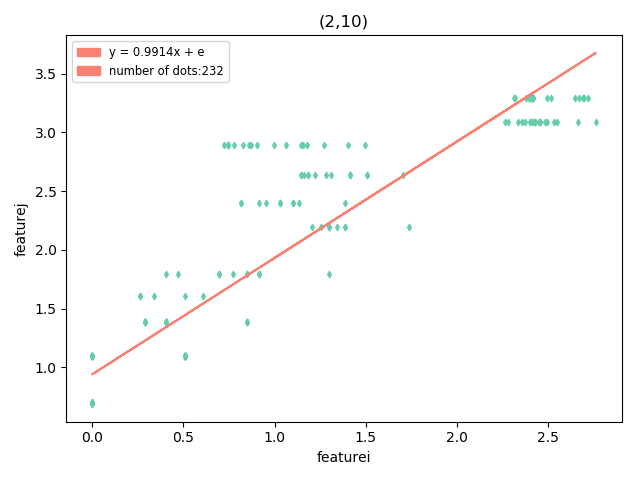 (2,10)
y = 0.9914x + e
number of dots:232
featurej
3.5
3.0
2.5
2.0
1.5
1.0
0.0 0.5 1.0 1.5 2.0 2.5
featurei